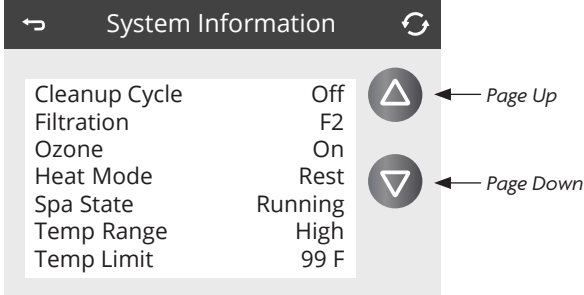 System Information
Cleanup Cycle Off
Filtration F2
Ozone On
Heat Mode Rest
Spa State Running
Temp Range High
Temp Limit 99 F
Page Up
Page Down